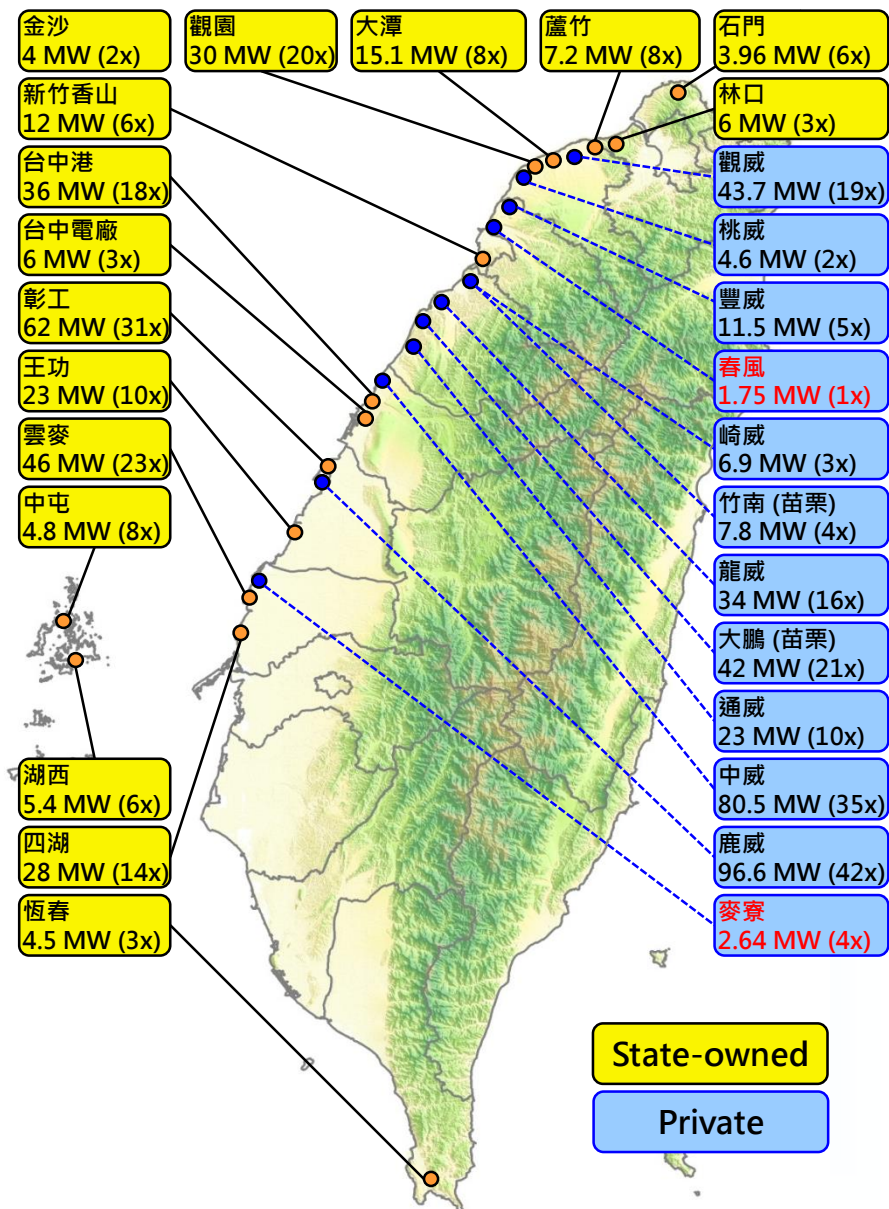 金沙
4 MW (2x)
觀園
30 MW (20x)
大潭
15.1 MW (8x)
蘆竹
7.2 MW (8x)
石門
3.96 MW (6x)
新竹香山
12 MW (6x)
台中港
36 MW (18x)
台中電廠
6 MW (3x)
彰工
62 MW (31x)
王功
23 MW (10x)
雲麥
46 MW (23x)
中屯
4.8 MW (8x)
湖西
5.4 MW (6x)
四湖
28 MW (14x)
恆春
4.5 MW (3x)
林口
6 MW (3x)
觀威
43.7 MW (19x)
桃威
4.6 MW (2x)
豐威
11.5 MW (5x)
春風
1.75 MW (1x)
崎威
6.9 MW (3x)
竹南 (苗栗)
7.8 MW (4x)
龍威
34 MW (16x)
大鵬 (苗栗)
42 MW (21x)
通威
23 MW (10x)
中威
80.5 MW (35x)
鹿威
96.6 MW (42x)
麥寮
2.64 MW (4x)
State-owned
Private